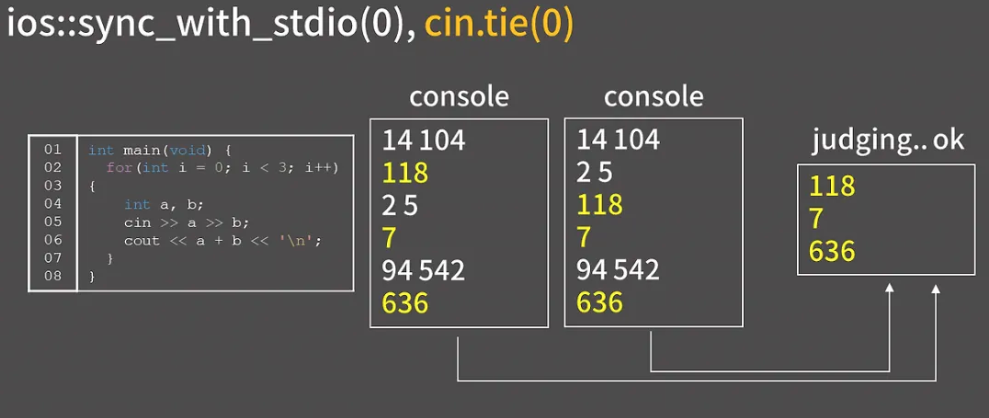 ios::sync_with_stdio(0), cin.tie(0)
01 int main(void) {
02 for(int i = 0; i < 3; i++)
03 {
04 int a, b;
05 cin >> a >> b;
06 cout << a + b << '\n';
07 }
08 }
console
14 104
118
2 5
7
94 542
636
console
14 104
2 5
118
7
94 542
636
judging.. ok
118
7
636